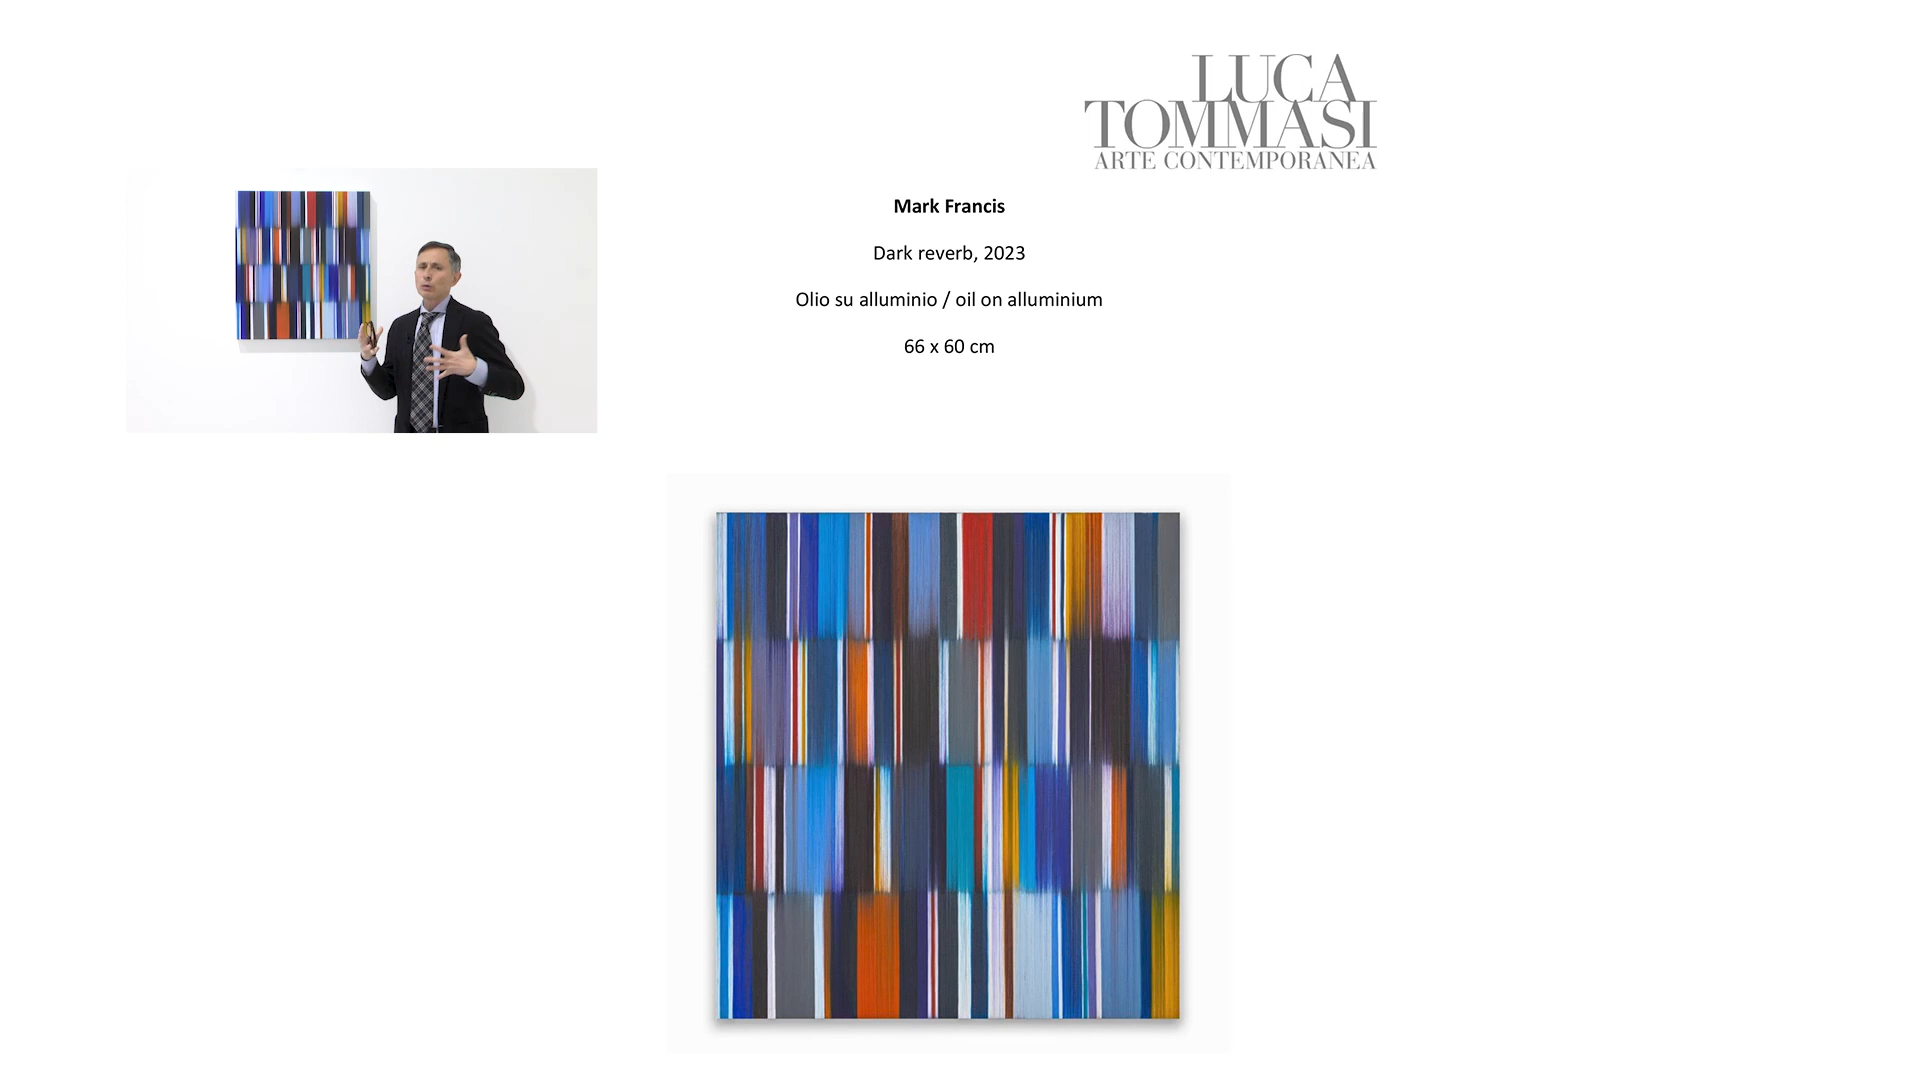 LUCA
TOMMASI
ARTE CONTEMPORANEA
Mark Francis
Dark reverb, 2023
Olio su alluminio / oil on alluminium
66 x 60 cm